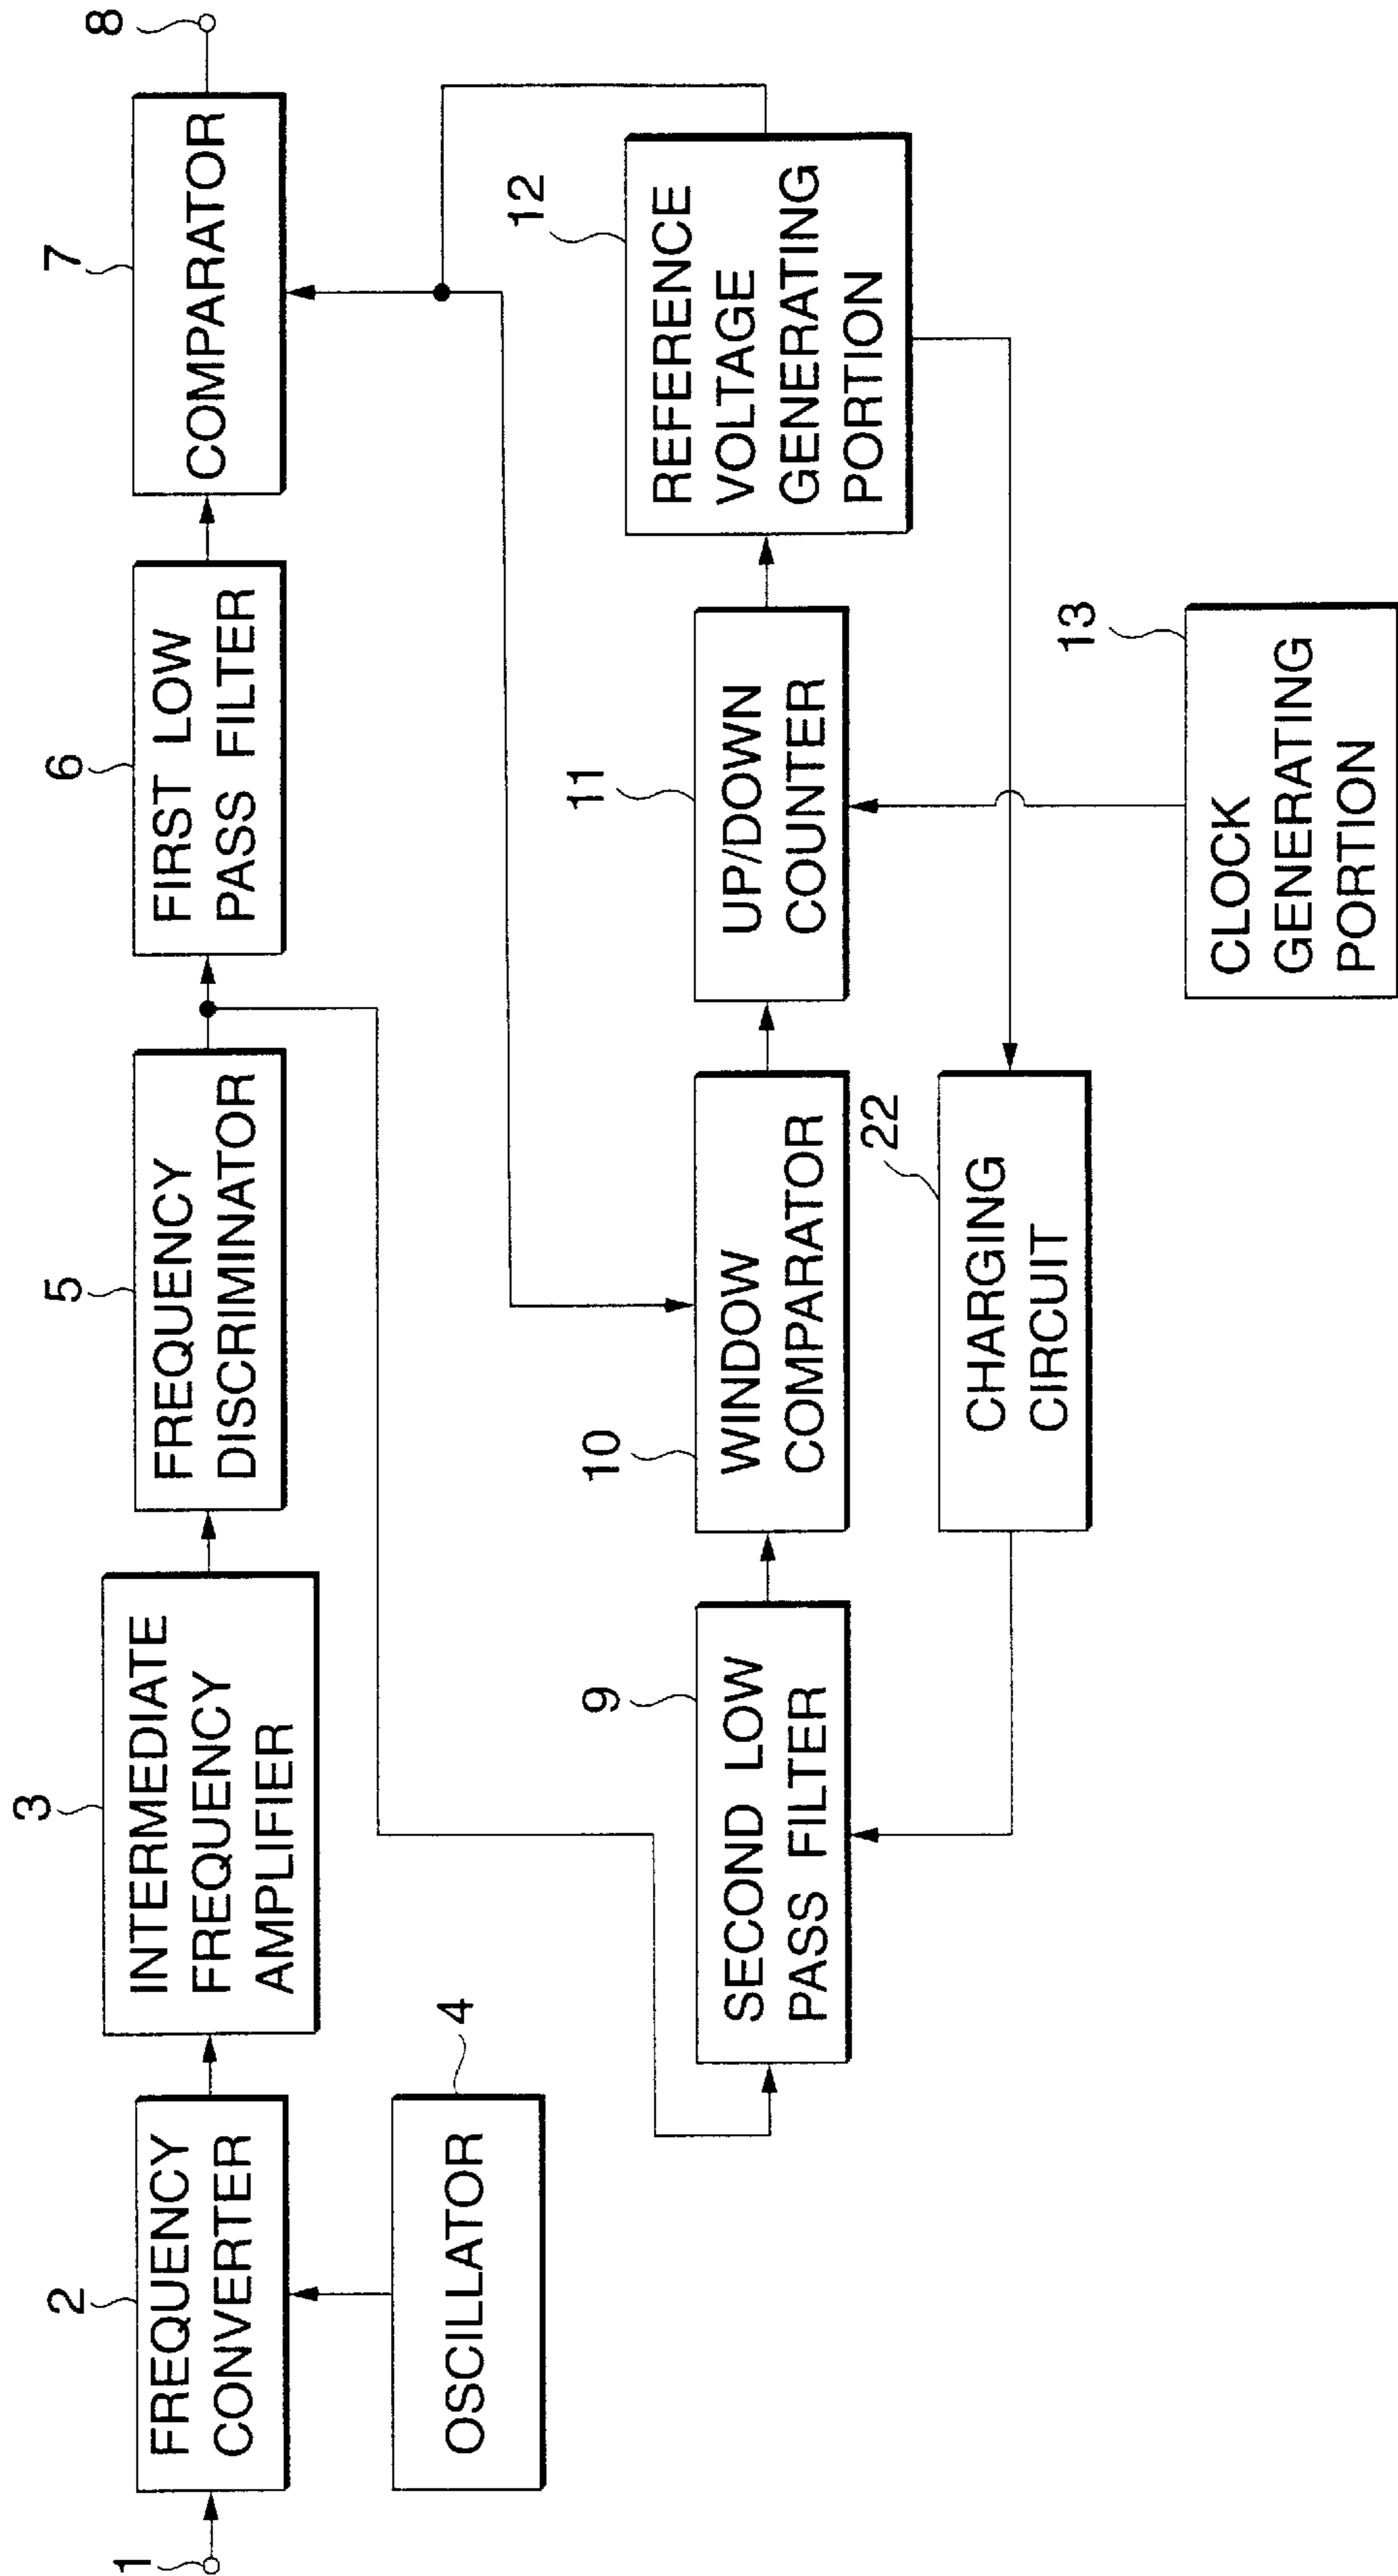 1
2
FREQUENCY
CONVERTER
3
INTERMEDIATE
FREQUENCY
AMPLIFIER
5
FREQUENCY
DISCRIMINATOR
6
FIRST LOW
PASS FILTER
7
COMPARATOR
8
4
OSCILLATOR
9
SECOND LOW
PASS FILTER
10
WINDOW
COMPARATOR
11
UP/DOWN
COUNTER
12
REFERENCE
VOLTAGE
GENERATING
PORTION
22
CHARGING
CIRCUIT
13
CLOCK
GENERATING
PORTION